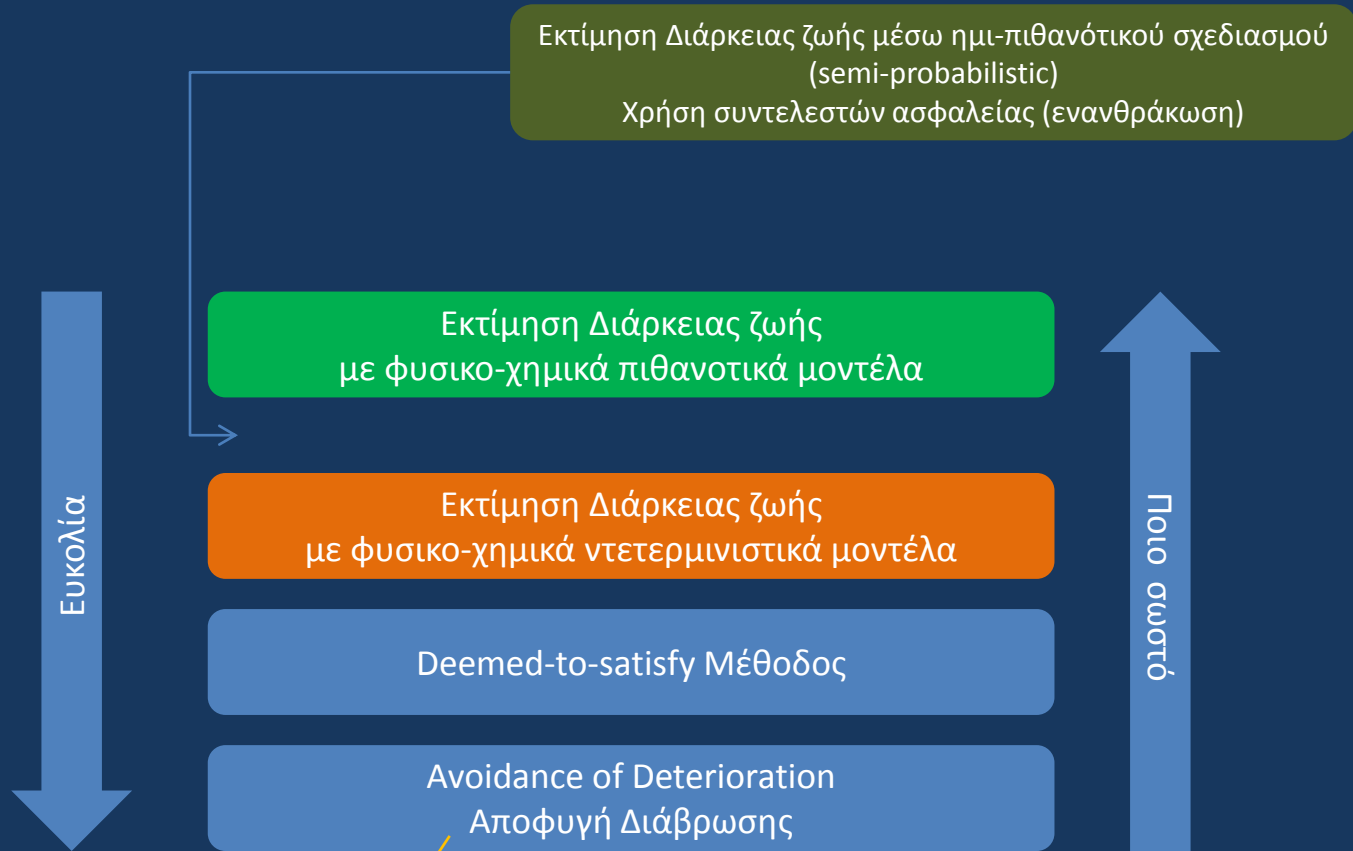 Εκτίμηση Διάρκειας ζωής μέσω ημι-πιθανότικού σχεδιασμού
(semi-probabilistic)
Χρήση συντελεστών ασφαλείας (ενανθράκωση)
Εκτίμηση Διάρκειας ζωής
με φυσικο-χημικά πιθανοτικά μοντέλα
Ευκολία
Εκτίμηση Διάρκειας ζωής
με φυσικο-χημικά ντετερμινιστικά μοντέλα
Ποιο σωστό
Deemed-to-satisfy Μέθοδος
Avoidance of Deterioration
Αποφυγή Διάβρωσης